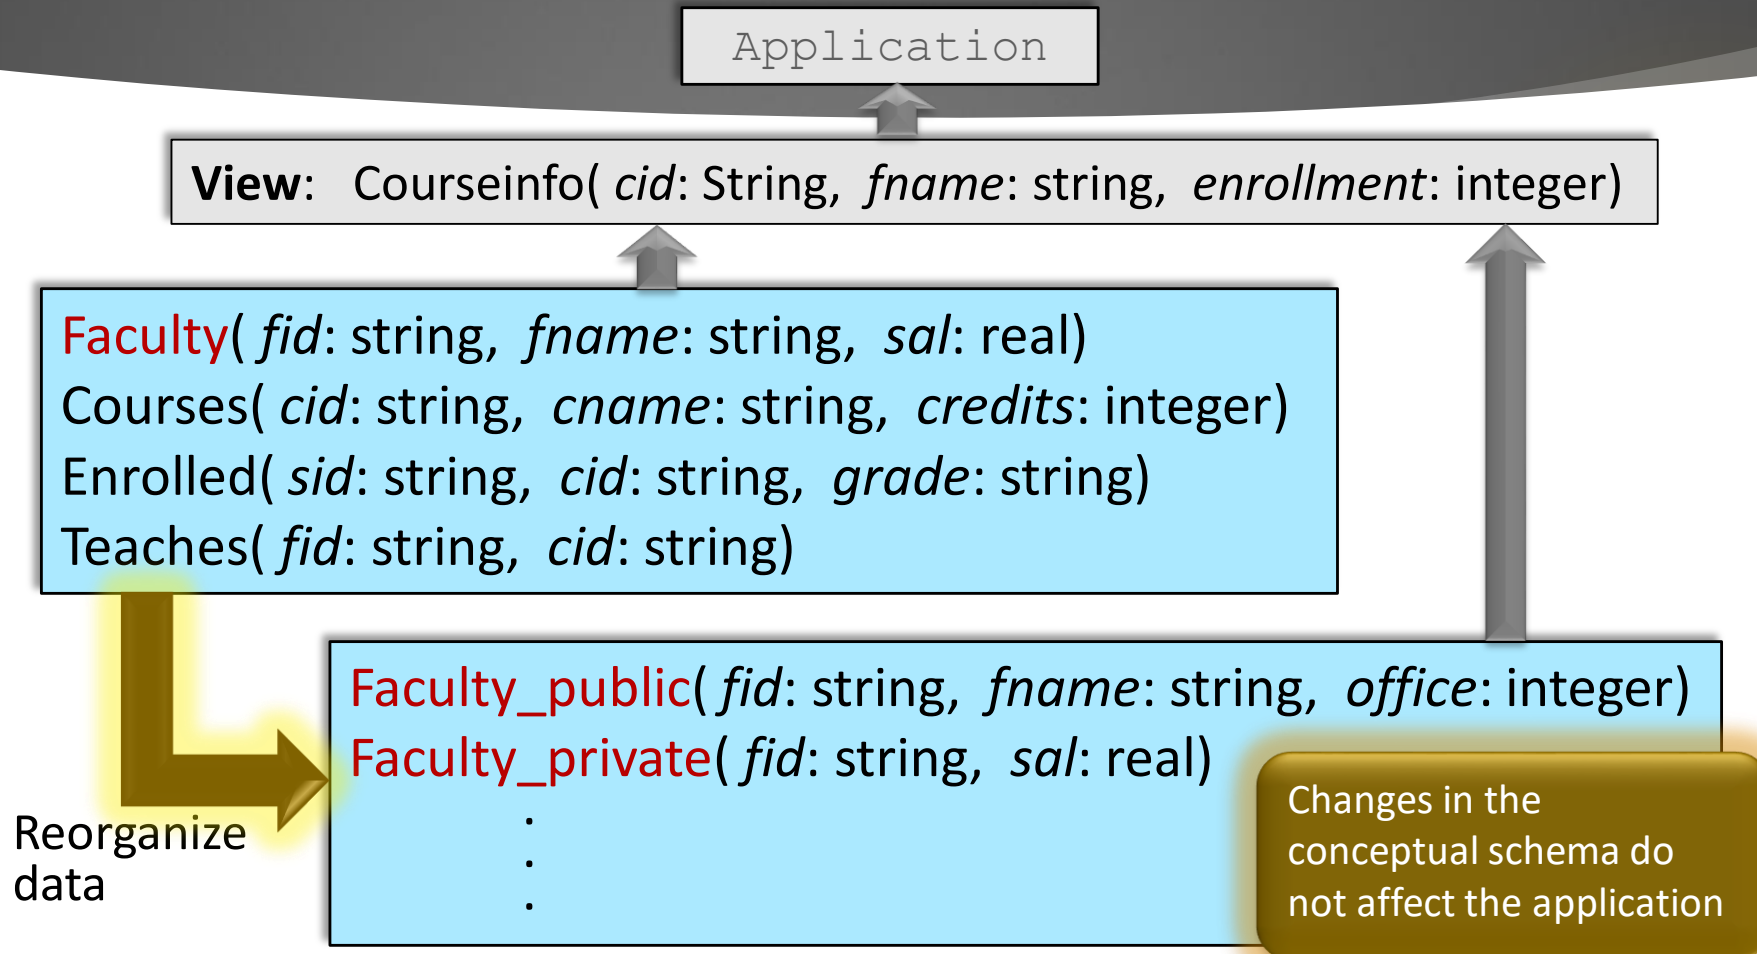 Application
View: Courseinfo( cid: String, fname: string, enrollment: integer)
Faculty( fid: string, fname: string, sal: real)
Courses( cid: string, cname: string, credits: integer)
Enrolled( sid: string, cid: string, grade: string)
Teaches( fid: string, cid: string)
Reorganize
data
Faculty_public( fid: string, fname: string, office: integer)
Faculty_private( fid: string, sal: real)
.
.
.
Changes in the
conceptual schema do
not affect the application